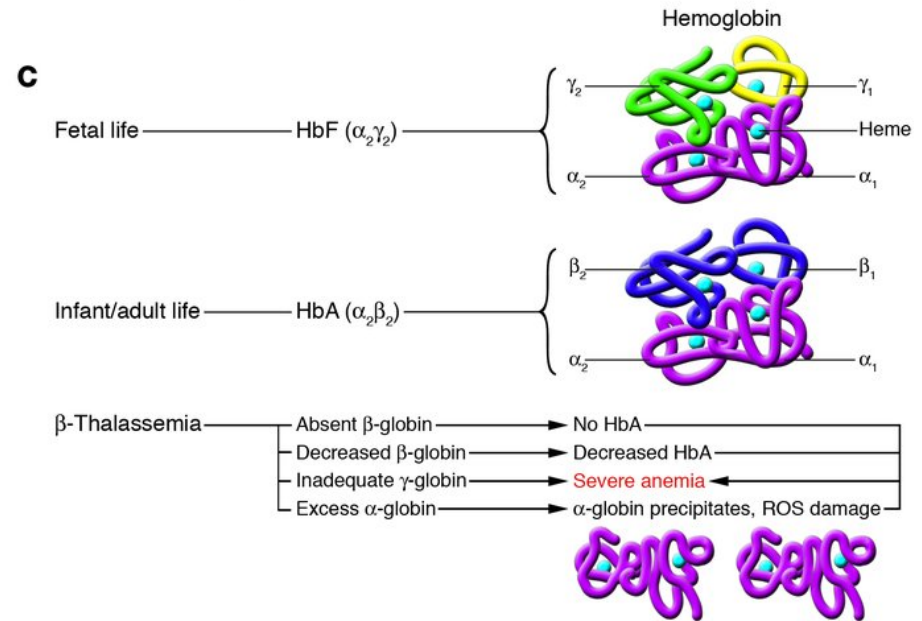 Hemoglobin
c
γ₂
γ₁
Fetal life
HbF (α₂γ₂)
Heme
α₂
α₁
β₂
β₁
Infant/adult life
HbA (α₂β₂)
α₂
α₁
β-Thalassemia
Absent β-globin
No HbA
Decreased β-globin
Decreased HbA
Inadequate γ-globin
Severe anemia
Excess α-globin
α-globin precipitates, ROS damage